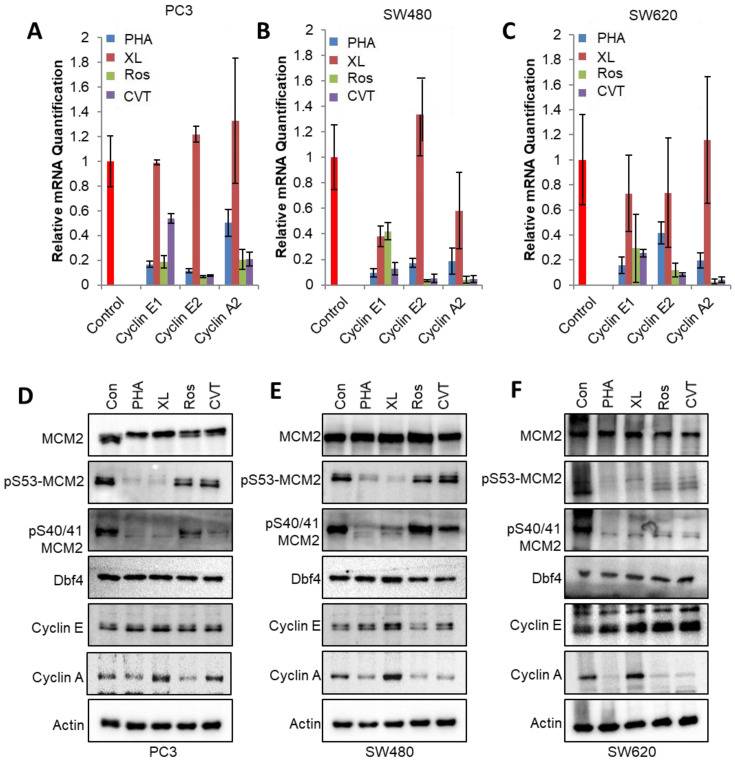 PC3
SW480
SW620
A
Relative mRNA Quantification
1.4
1.2
1
0.8
0.6
0.4
0.2
0
PHA
XL
Ros
CVT
Control
Cyclin E1
Cyclin E2
Cyclin A2
B
Relative mRNA Quantification
2
1.8
1.6
1.4
1.2
1
0.8
0.6
0.4
0.2
0
PHA
XL
Ros
CVT
Control
Cyclin E1
Cyclin E2
Cyclin A2
C
Relative mRNA Quantification
2
1.8
1.6
1.4
1.2
1
0.8
0.6
0.4
0.2
0
PHA
XL
Ros
CVT
Control
Cyclin E1
Cyclin E2
Cyclin A2
D
Con
PHA
XL
Ros
CVT
MCM2
pS53-MCM2
pS40/41
MCM2
Dbf4
Cyclin E
Cyclin A
Actin
PC3
E
Con
PHA
XL
Ros
CVT
MCM2
pS53-MCM2
pS40/41
MCM2
Dbf4
Cyclin E
Cyclin A
Actin
SW480
F
Con
PHA
XL
Ros
CVT
MCM2
pS53-MCM2
pS40/41
MCM2
Dbf4
Cyclin E
Cyclin A
Actin
SW620